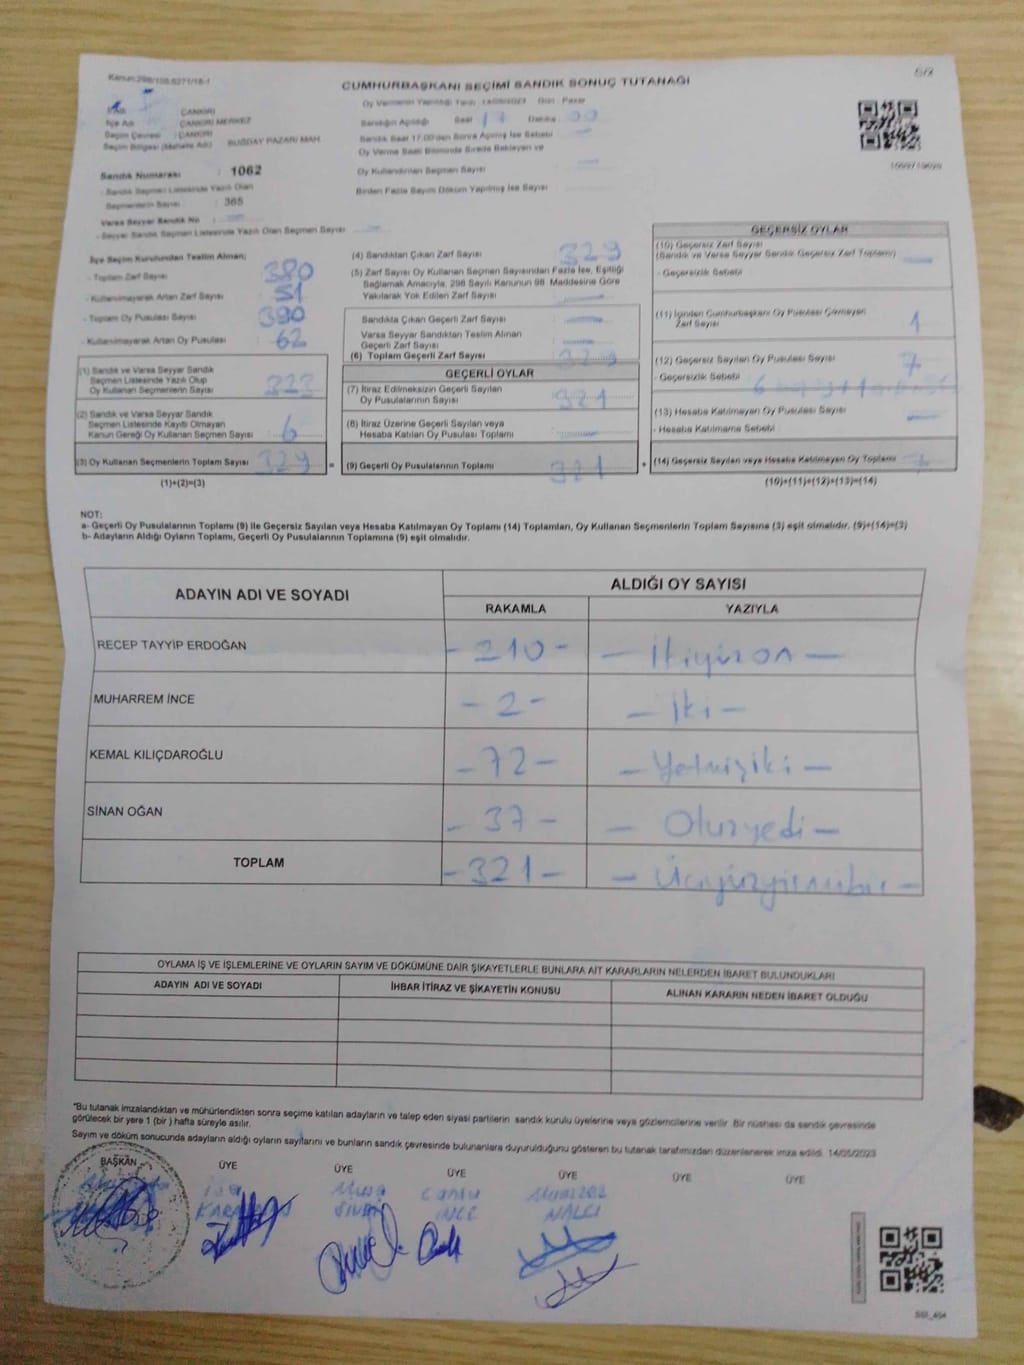 Kanun:298/108,6271/18-1
CUMHURBAŞKANI SEÇİMİ SANDIK SONUÇ TUTANAĞI
İli : ÇANKIRI
İlçe Adı : ÇANKIRI MERKEZ
Seçim Çevresi : ÇANKIRI
Seçim Bölgesi (Mahalle Adı) : BUĞDAY PAZARI MAH
Sandık Numarası : 1062
- Sandık Seçmen Listesinde Yazılı Olan
Seçmenlerin Sayısı : 365
Varsa Seyyar Sandık No
- Seyyar Sandık Seçmen Listesinde Yazılı Olan Seçmen Sayısı
Oy Vermenin Yapıldığı Tarih : 14/05/2023 Gün : Pazar
Sandığın Açıldığı Saat 17 Dakika 00
Sandık Saat 17.00'den Sonra Açılmış İse Sebebi
Oy Verme Saati Bitiminde Sırada Bekleyen ve
Oy Kullandırılan Seçmen Sayısı
Birden Fazla Sayım Döküm Yapılmış İse Sayısı
İlçe Seçim Kurulundan Teslim Alınan;
- Toplam Zarf Sayısı 380
- Kullanılmayarak Artan Zarf Sayısı 51
- Toplam Oy Pusulası Sayısı 390
- Kullanılmayarak Artan Oy Pusulası 62
(1) Sandık ve Varsa Seyyar Sandık
Seçmen Listesinde Yazılı Olup
Oy Kullanan Seçmenlerin Sayısı 323
(2) Sandık ve Varsa Seyyar Sandık
Seçmen Listesinde Kayıtlı Olmayan
Kanun Gereği Oy Kullanan Seçmen Sayısı 6
(3) Oy Kullanan Seçmenlerin Toplam Sayısı 329 =
(1)+(2)=(3)
(4) Sandıktan Çıkan Zarf Sayısı 329
(5) Zarf Sayısı Oy Kullanan Seçmen Sayısından Fazla İse, Eşitliği
Sağlamak Amacıyla, 298 Sayılı Kanunun 98. Maddesine Göre
Yakılarak Yok Edilen Zarf Sayısı
Sandıkta Çıkan Geçerli Zarf Sayısı
Varsa Seyyar Sandıktan Teslim Alınan
Geçerli Zarf Sayısı
(6) Toplam Geçerli Zarf Sayısı 329
GEÇERLİ OYLAR
(7) İtiraz Edilmeksizin Geçerli Sayılan
Oy Pusulalarının Sayısı 321
(8) İtiraz Üzerine Geçerli Sayılan veya
Hesaba Katılan Oy Pusulası Toplamı
(9) Geçerli Oy Pusulalarının Toplamı 321 +
GEÇERSİZ OYLAR
(10) Geçersiz Zarf Sayısı
(Sandık ve Varsa Seyyar Sandık Geçersiz Zarf Toplamı)
- Geçersizlik Sebebi
(11) İçinden Cumhurbaşkanı Oy Pusulası Çıkmayan
Zarf Sayısı 1
(12) Geçersiz Sayılan Oy Pusulası Sayısı 7
- Geçersizlik Sebebi
(13) Hesaba Katılmayan Oy Pusulası Sayısı
- Hesaba Katılmama Sebebi
(14) Geçersiz Sayılan veya Hesaba Katılmayan Oy Toplamı
(10)+(11)+(12)+(13)=(14)
NOT:
a- Geçerli Oy Pusulalarının Toplamı (9) ile Geçersiz Sayılan veya Hesaba Katılmayan Oy Toplamı (14) Toplamları, Oy Kullanan Seçmenlerin Toplam Sayısına (3) eşit olmalıdır. (9)+(14)=(3)
b- Adayların Aldığı Oyların Toplamı, Geçerli Oy Pusulalarının Toplamına (9) eşit olmalıdır.
ADAYIN ADI VE SOYADI
ALDIĞI OY SAYISI
RAKAMLA YAZIYLA
RECEP TAYYİP ERDOĞAN - 210 - - İkiyüzon -
MUHARREM İNCE - 2 - - İki -
KEMAL KILIÇDAROĞLU - 72 - - Yetmişiki -
SİNAN OĞAN - 37 - - Otuzyedi -
TOPLAM - 321 - - Üçyüzyirmibir -
OYLAMA İŞ VE İŞLEMLERİNE VE OYLARIN SAYIM VE DÖKÜMÜNE DAİR ŞİKAYETLERLE BUNLARA AİT KARARLARIN NELERDEN İBARET BULUNDUKLARI
ADAYIN ADI VE SOYADI İHBAR İTİRAZ VE ŞİKAYETİN KONUSU ALINAN KARARIN NEDEN İBARET OLDUĞU
*Bu tutanak imzalandıktan ve mühürlendikten sonra seçime katılan adayların ve talep eden siyasi partilerin sandık kurulu üyelerine veya gözlemcilerine verilir. Bir nüshası da sandık çevresinde
görülecek bir yere 1 (bir ) hafta süreyle asılır.
Sayım ve döküm sonucunda adayların aldığı oyların sayılarını ve bunların sandık çevresinde bulunanlara duyurulduğunu gösteren bu tutanak tarafımızdan düzenlenerek imza edildi. 14/05/2023
BAŞKAN ÜYE ÜYE ÜYE ÜYE ÜYE ÜYE
İsa Musa Cansu
İNCE NALCI